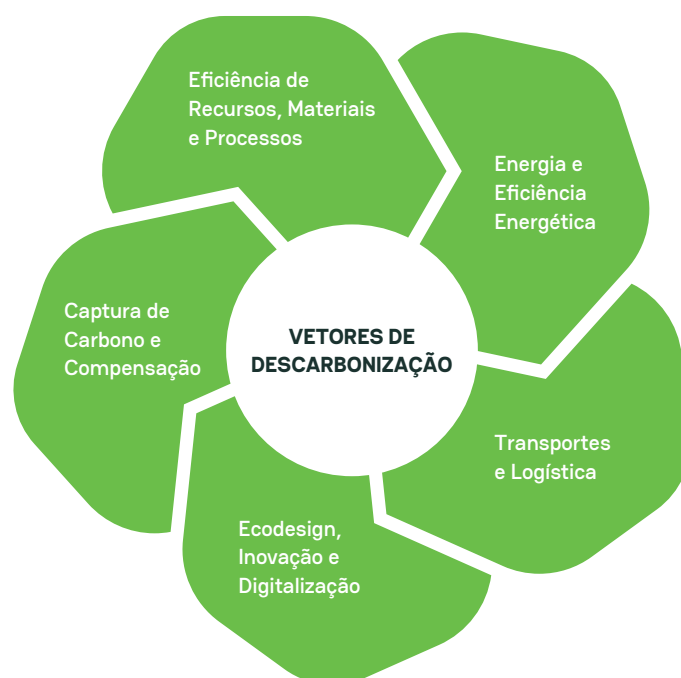 Eficiência de
Recursos, Materiais
e Processos
Energia e
Eficiência
Energética
Captura de
Carbono e
Compensação
VETORES DE
DESCARBONIZAÇÃO
Transportes
e Logística
Ecodesign,
Inovação e
Digitalização